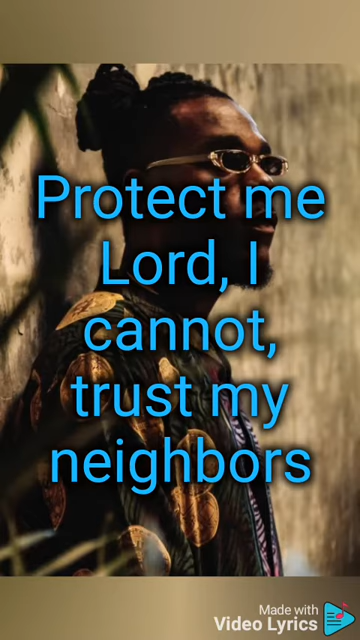 Protect me
Lord, I
cannot,
trust my
neighbors
Made with
Video Lyrics